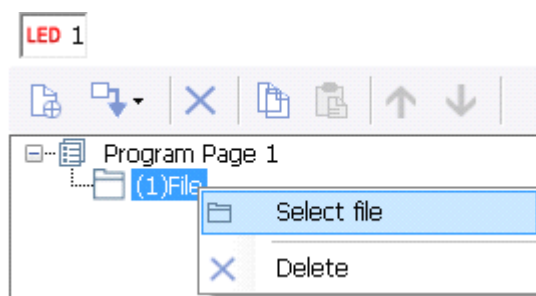 LED 1
Program Page 1
(1)File
Select file
Delete